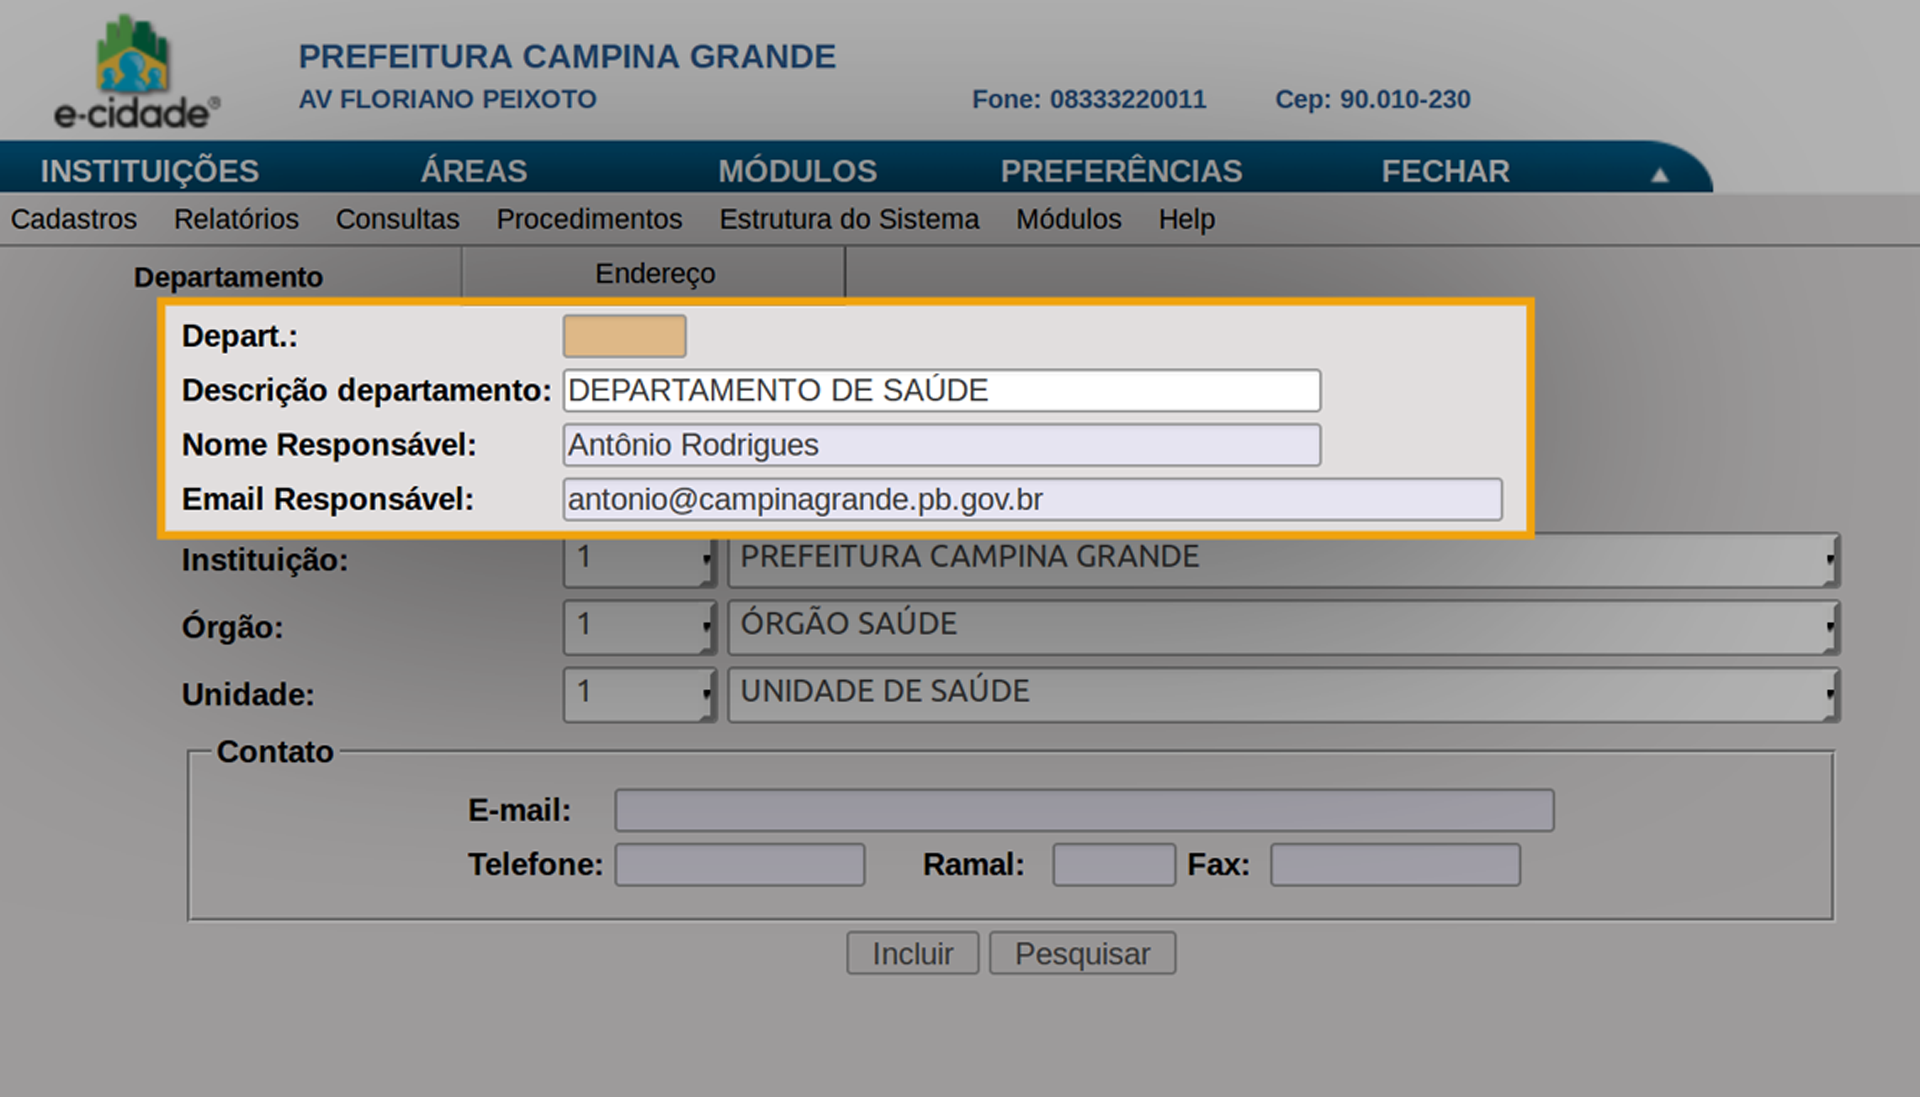 e-cidade®
PREFEITURA CAMPINA GRANDE
AV FLORIANO PEIXOTO Fone: 08333220011 Cep: 90.010-230
INSTITUIÇÕES ÁREAS MÓDULOS PREFERÊNCIAS FECHAR ▲
Cadastros Relatórios Consultas Procedimentos Estrutura do Sistema Módulos Help
Departamento Endereço
Depart.:
Descrição departamento: DEPARTAMENTO DE SAÚDE
Nome Responsável: Antônio Rodrigues
Email Responsável: antonio@campinagrande.pb.gov.br
Instituição: 1 PREFEITURA CAMPINA GRANDE
Órgão: 1 ÓRGÃO SAÚDE
Unidade: 1 UNIDADE DE SAÚDE
Contato
E-mail:
Telefone: Ramal: Fax:
Incluir Pesquisar